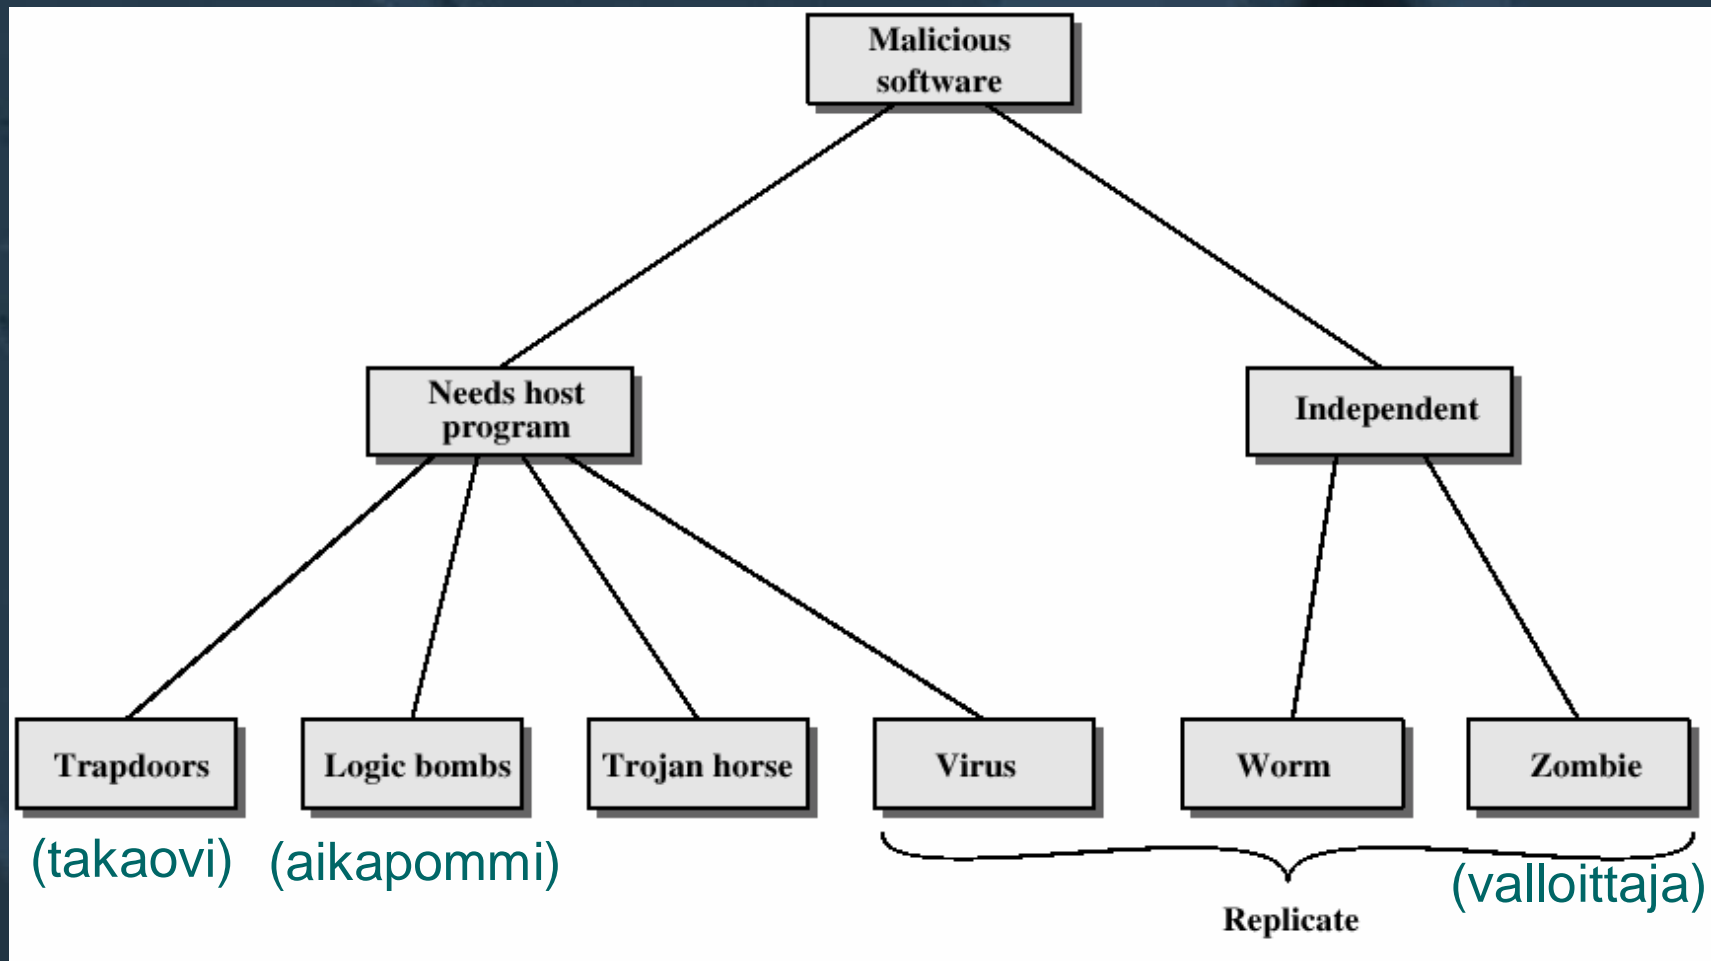 Malicious
software
Needs host
program
Independent
Trapdoors
Logic bombs
Trojan horse
Virus
Worm
Zombie
(takaovi)
(aikapommi)
(valloittaja)
Replicate